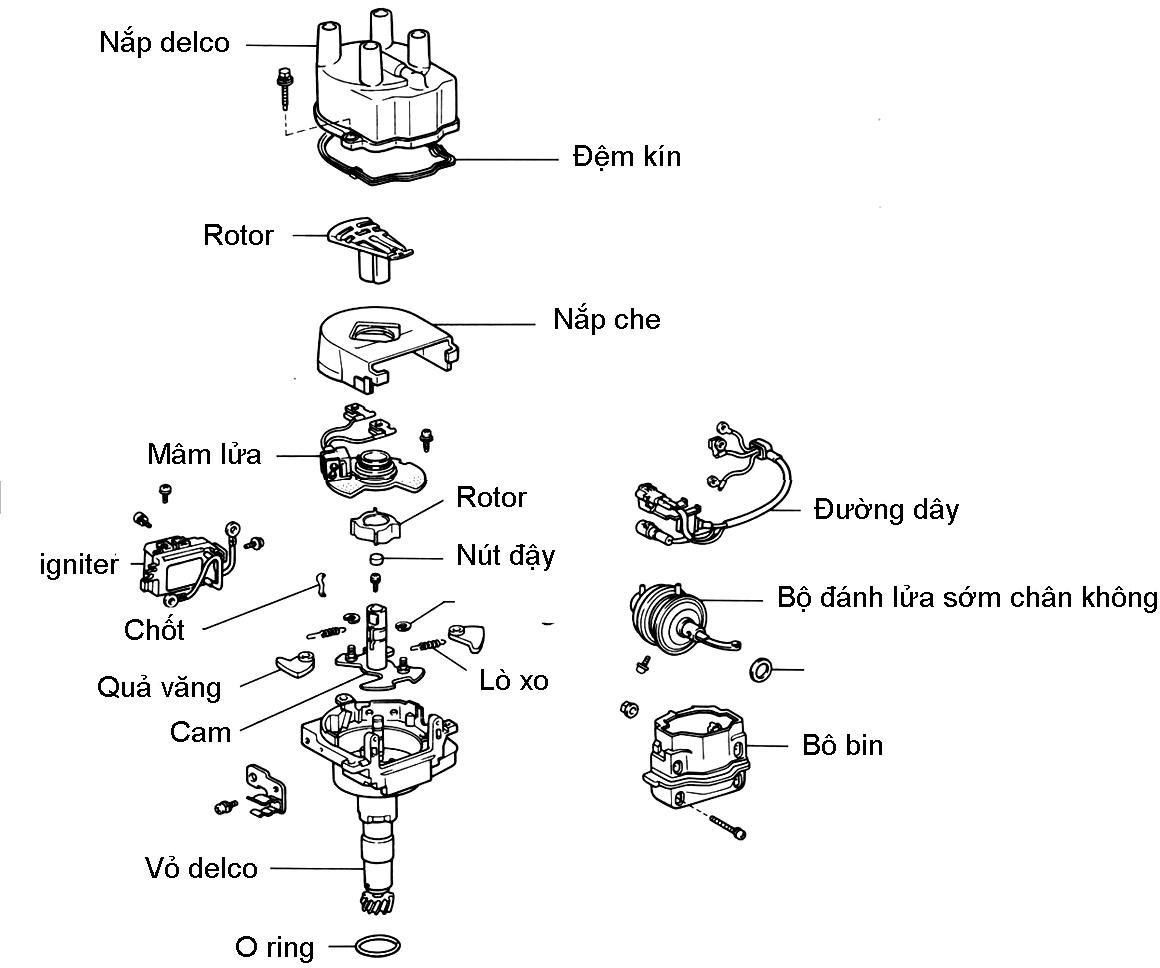 Nắp delco
Đệm kín
Rotor
Nắp che
Mâm lửa
Rotor
Đường dây
Nút đậy
igniter
Bộ đánh lửa sớm chân không
Chốt
Quả văng
Lò xo
Cam
Bô bin
Vỏ delco
O ring